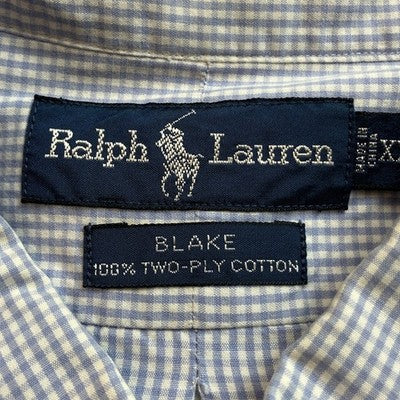 Ralph Lauren
MADE IN
CHINA
BLAKE
100% TWO-PLY COTTON